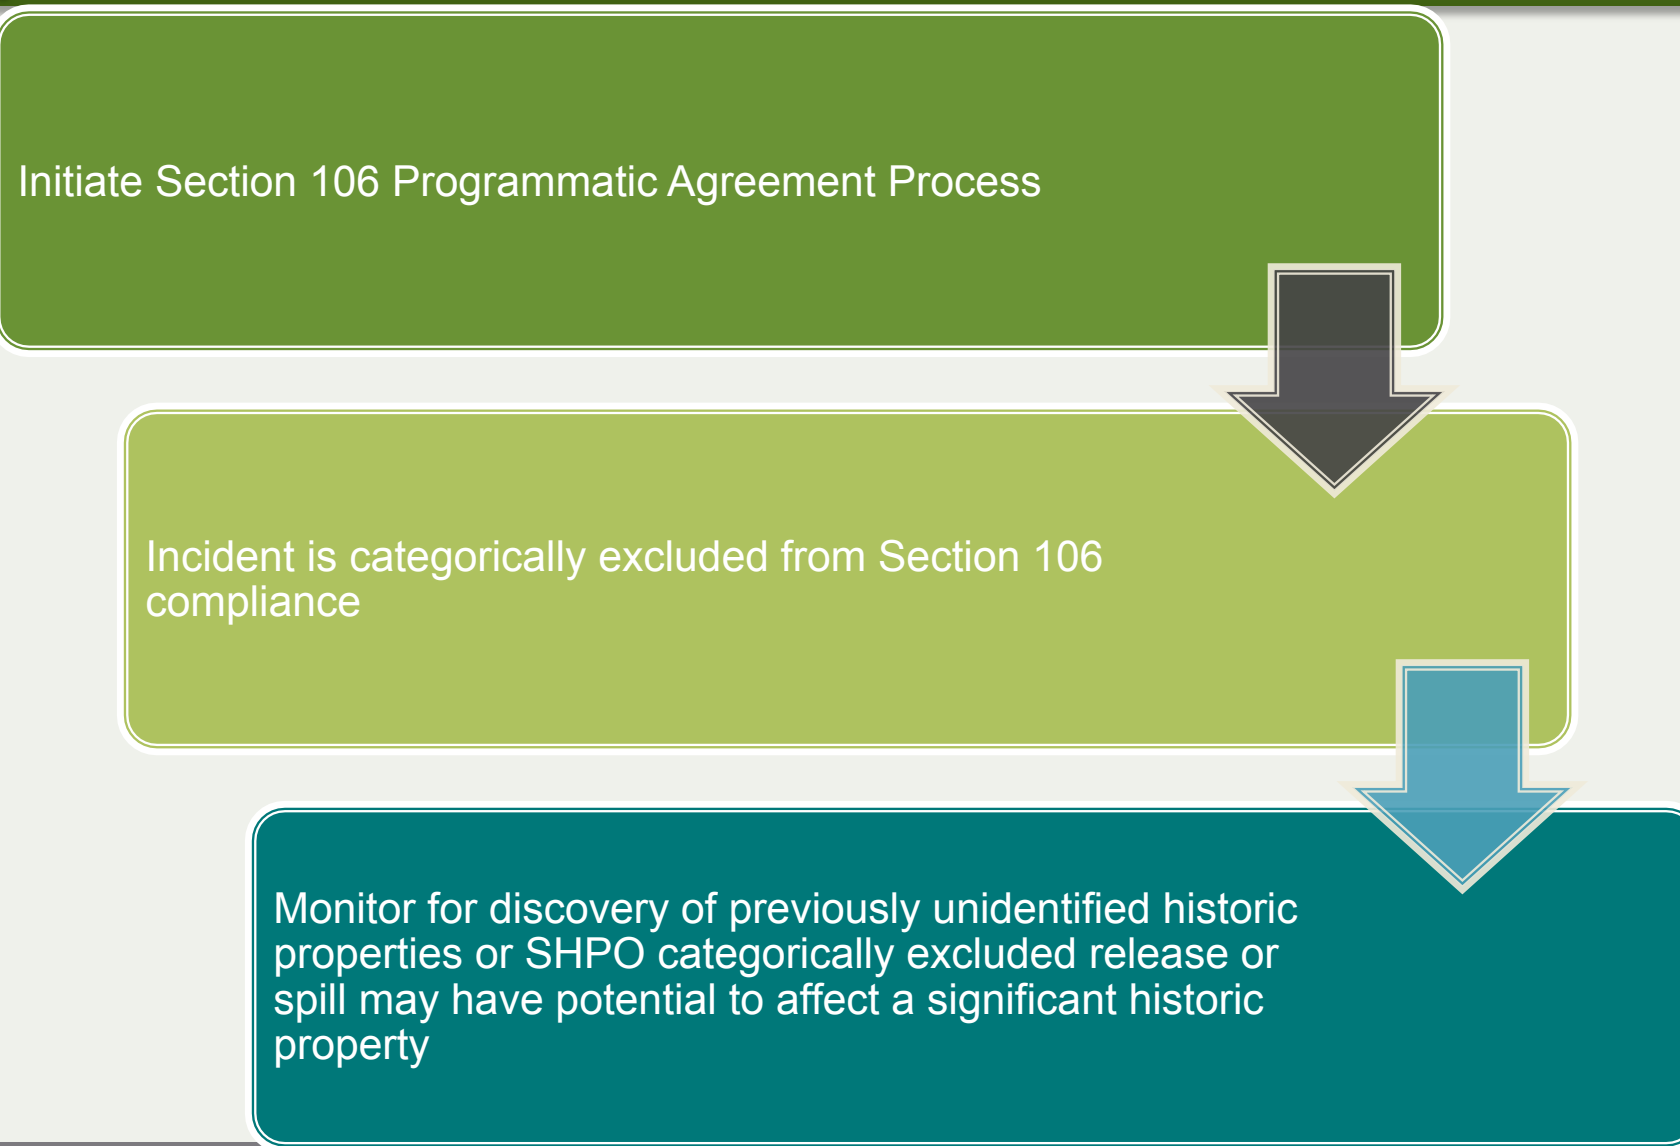 Initiate Section 106 Programmatic Agreement Process
Incident is categorically excluded from Section 106
compliance
Monitor for discovery of previously unidentified historic
properties or SHPO categorically excluded release or
spill may have potential to affect a significant historic
property